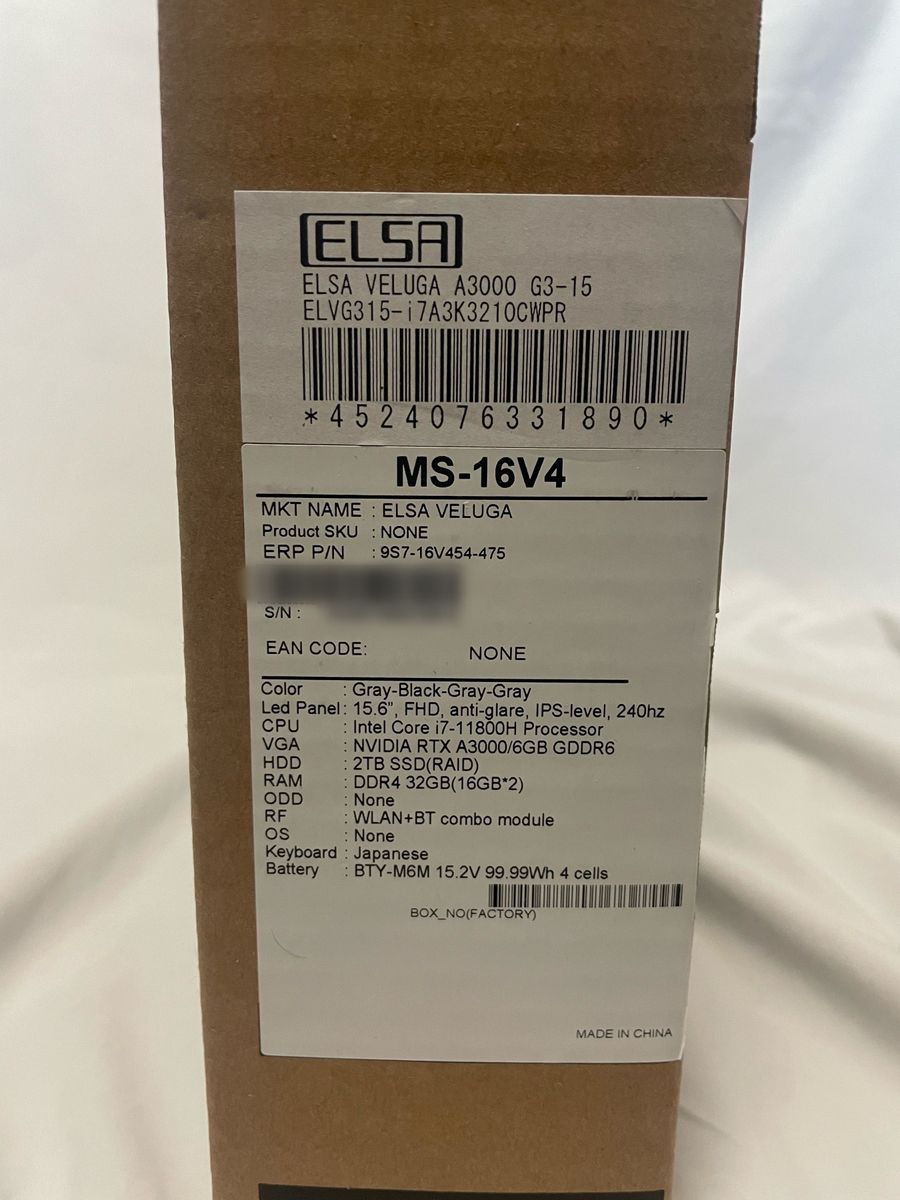 ELSA
ELSA VELUGA A3000 G3-15
ELVG315-i7A3K3210CWPR
*4524076331890*
MS-16V4
MKT NAME : ELSA VELUGA
Product SKU : NONE
ERP P/N : 9S7-16V454-475
S/N :
EAN CODE: NONE
Color : Gray-Black-Gray-Gray
Led Panel : 15.6”, FHD, anti-glare, IPS-level, 240hz
CPU : Intel Core i7-11800H Processor
VGA : NVIDIA RTX A3000/6GB GDDR6
HDD : 2TB SSD(RAID)
RAM : DDR4 32GB(16GB*2)
ODD : None
RF : WLAN+BT combo module
OS : None
Keyboard : Japanese
Battery : BTY-M6M 15.2V 99.99Wh 4 cells
BOX_NO(FACTORY)
MADE IN CHINA